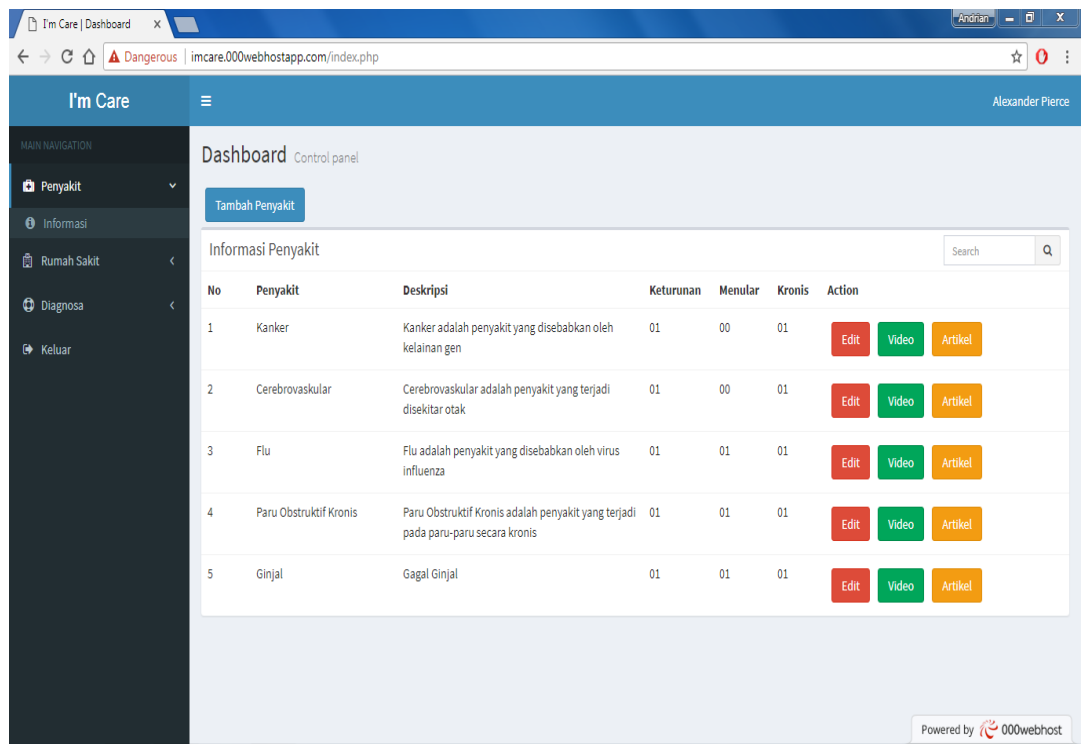 I'm Care | Dashboard
Andrian
Dangerous | imcare.000webhostapp.com/index.php
I'm Care
Alexander Pierce
MAIN NAVIGATION
Penyakit
Informasi
Rumah Sakit
Diagnosa
Keluar
Dashboard Control panel
Tambah Penyakit
Informasi Penyakit
Search
No Penyakit Deskripsi Keturunan Menular Kronis Action
1 Kanker Kanker adalah penyakit yang disebabkan oleh 01 00 01 Edit Video Artikel
kelainan gen
2 Cerebrovaskular Cerebrovaskular adalah penyakit yang terjadi 01 00 01 Edit Video Artikel
disekitar otak
3 Flu Flu adalah penyakit yang disebabkan oleh virus 01 01 01 Edit Video Artikel
influenza
4 Paru Obstruktif Kronis Paru Obstruktif Kronis adalah penyakit yang terjadi 01 01 01 Edit Video Artikel
pada paru-paru secara kronis
5 Ginjal Gagal Ginjal 01 01 01 Edit Video Artikel
Powered by 000webhost